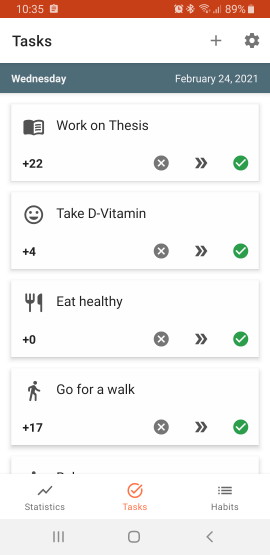 10:35 89%
Tasks
Wednesday February 24, 2021
Work on Thesis
+22
Take D-Vitamin
+4
Eat healthy
+0
Go for a walk
+17
Statistics Tasks Habits